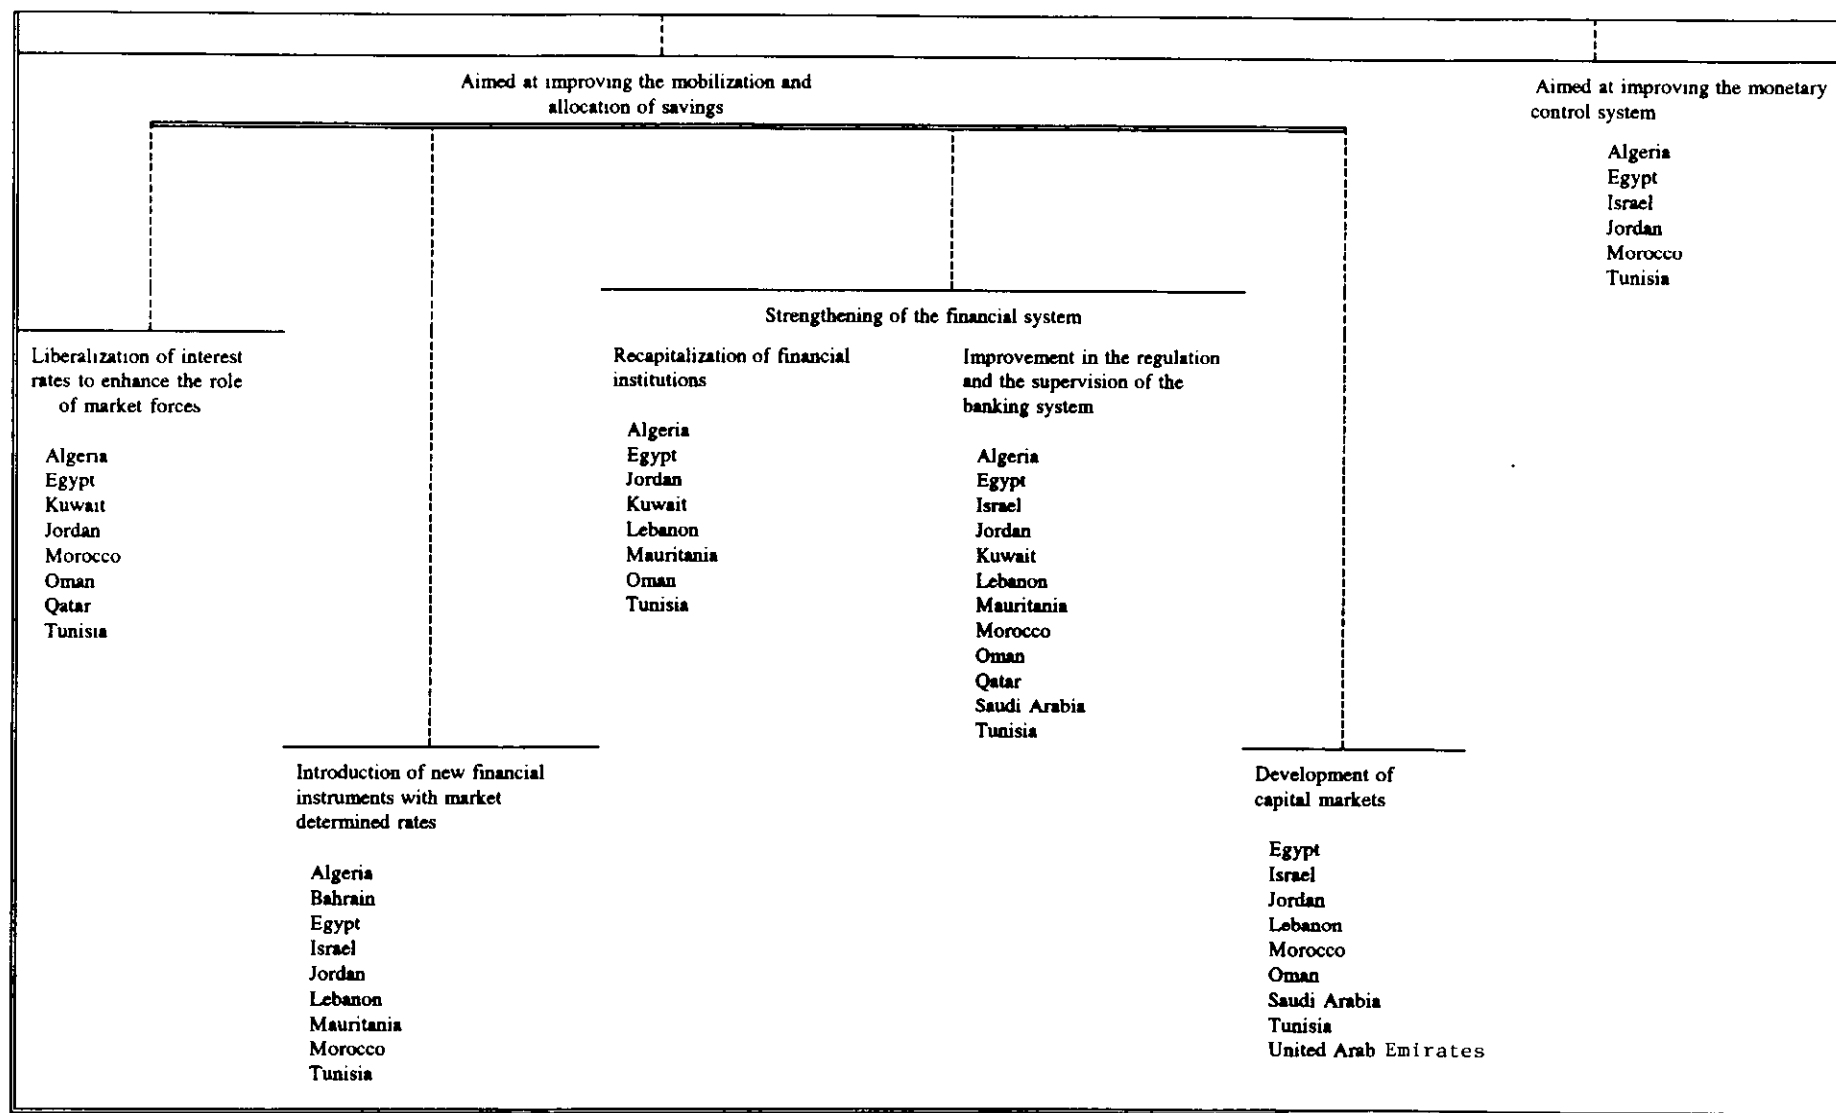 Aimed at improving the mobilization and
allocation of savings
Aimed at improving the monetary
control system
Algeria
Egypt
Israel
Jordan
Morocco
Tunisia
Strengthening of the financial system
Liberalization of interest
rates to enhance the role
of market forces
Algeria
Egypt
Kuwait
Jordan
Morocco
Oman
Qatar
Tunisia
Recapitalization of financial
institutions
Algeria
Egypt
Jordan
Kuwait
Lebanon
Mauritania
Oman
Tunisia
Improvement in the regulation
and the supervision of the
banking system
Algeria
Egypt
Israel
Jordan
Kuwait
Lebanon
Mauritania
Morocco
Oman
Qatar
Saudi Arabia
Tunisia
Introduction of new financial
instruments with market
determined rates
Algeria
Bahrain
Egypt
Israel
Jordan
Lebanon
Mauritania
Morocco
Tunisia
Development of
capital markets
Egypt
Israel
Jordan
Lebanon
Morocco
Oman
Saudi Arabia
Tunisia
United Arab Emirates